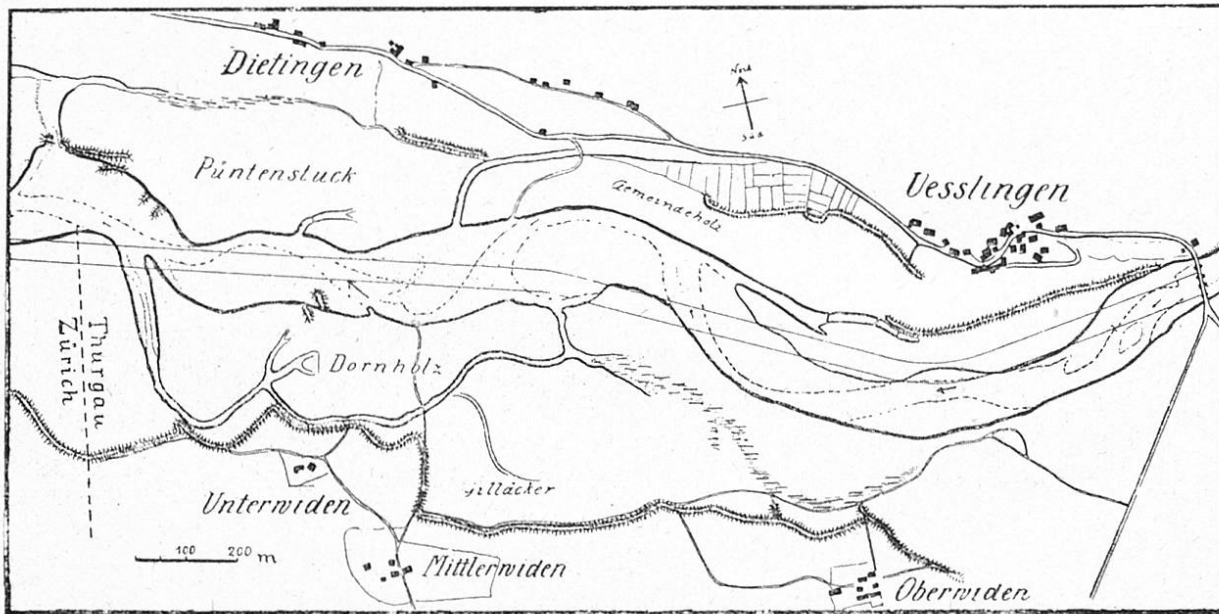 Dietingen
Nord
Süd
Püntenstuck
Gemeindeholz
Uesslingen
Thurgau
Zürich
Dornholz
Unterwiden
Mittlerwiden
Oberwiden
100 200 m